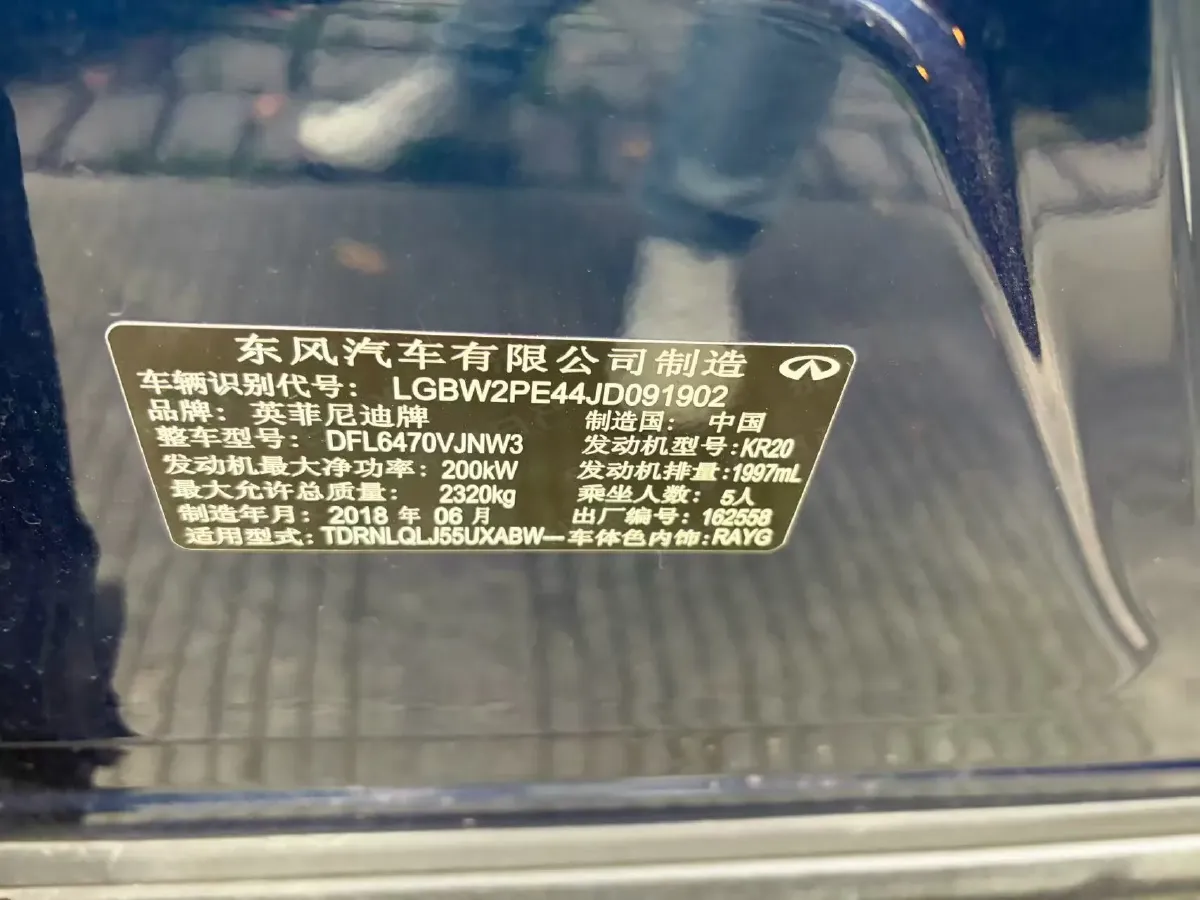 东风汽车有限公司制造
车辆识别代号: LGBW2PE44JD091902
品牌: 英菲尼迪牌 制造国: 中国
整车型号: DFL6470VJNW3 发动机型号:KR20
发动机最大净功率: 200kW 发动机排量:1997mL
最大允许总质量: 2320kg 乘坐人数: 5人
制造年月: 2018 年 06 月 出厂编号: 162558
适用型式: TDRNLQLJ55UXABW—车体色内饰:RAYG